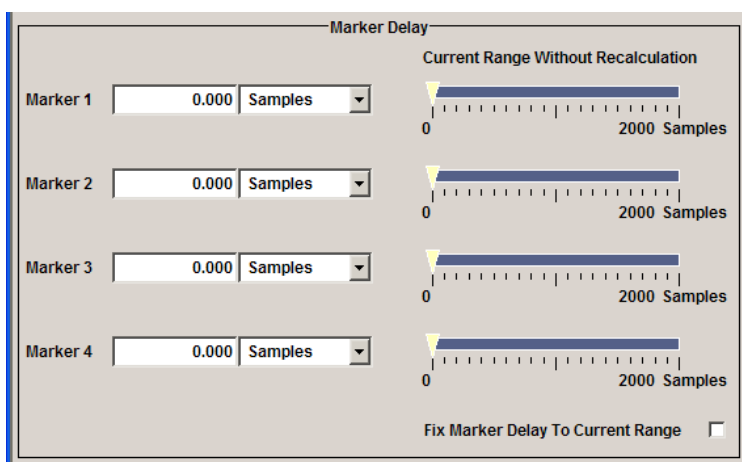 Marker Delay
Current Range Without Recalculation
Marker 1 0.000 Samples
0 2000 Samples
Marker 2 0.000 Samples
0 2000 Samples
Marker 3 0.000 Samples
0 2000 Samples
Marker 4 0.000 Samples
0 2000 Samples
Fix Marker Delay To Current Range